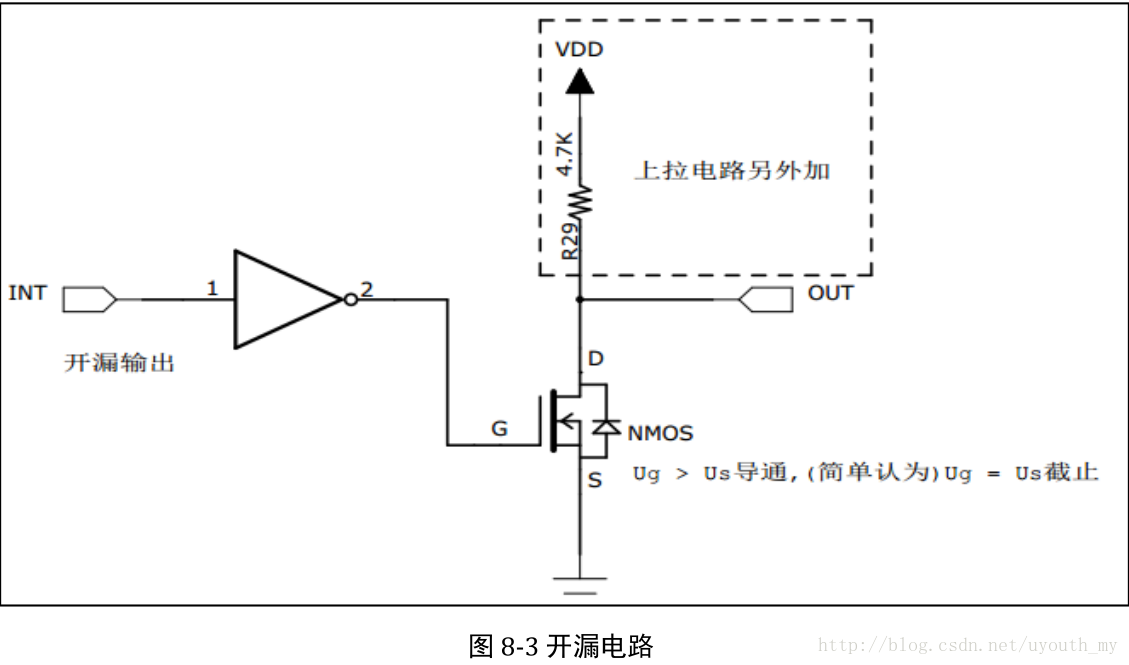 VDD
4.7K
上拉电路另外加
R29
INT
1
2
OUT
开漏输出
D
G
NMOS
S
Ug > Us导通,(简单认为)Ug = Us截止
图 8-3 开漏电路
http://blog.csdn.net/uyouth_my